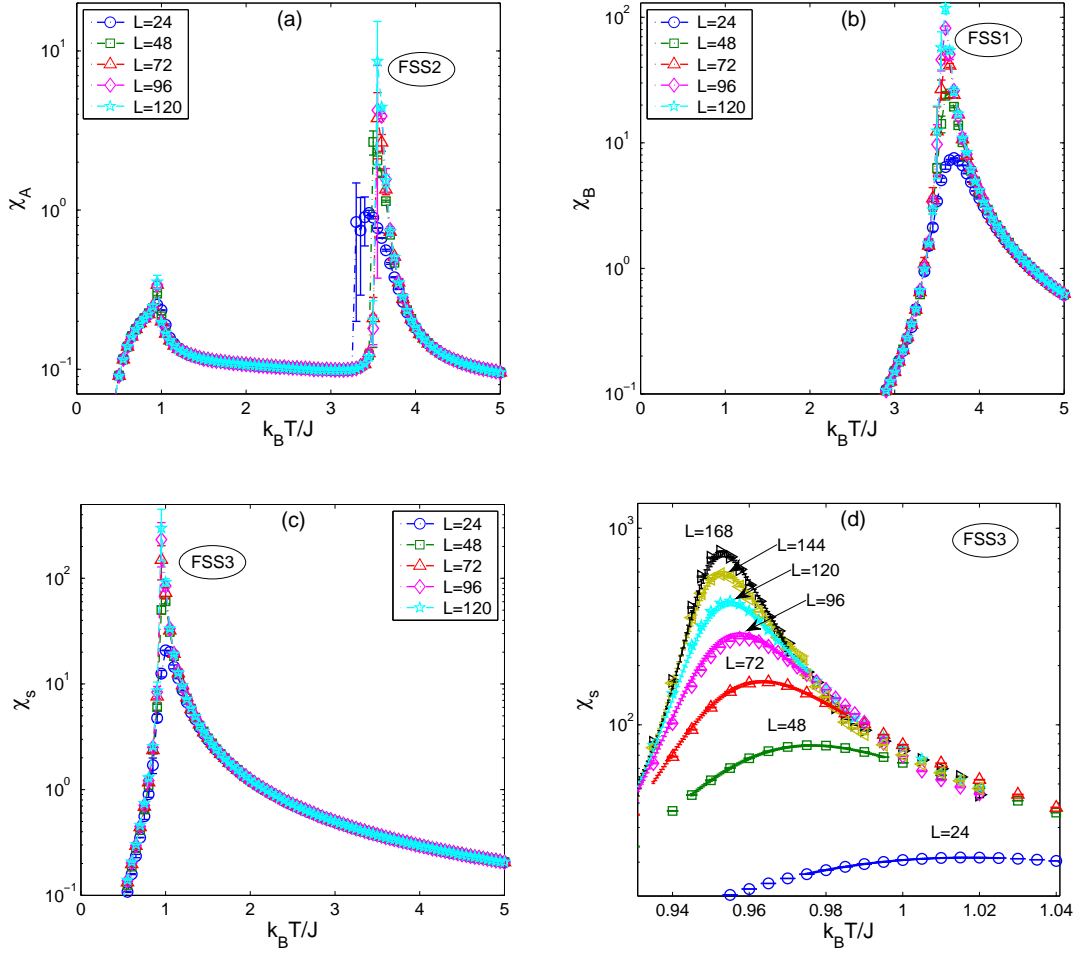 (a)
L=24
L=48
L=72
L=96
L=120
FSS2
10^1
10^0
10^-1
χ_A
0 1 2 3 4 5
k_B T/J
(b)
L=24
L=48
L=72
L=96
L=120
FSS1
10^2
10^1
10^0
10^-1
χ_B
0 1 2 3 4 5
k_B T/J
(c)
L=24
L=48
L=72
L=96
L=120
FSS3
10^2
10^1
10^0
10^-1
χ_s
0 1 2 3 4 5
k_B T/J
(d)
FSS3
L=168
L=144
L=120
L=96
L=72
L=48
L=24
10^3
10^2
χ_s
0.94 0.96 0.98 1 1.02 1.04
k_B T/J